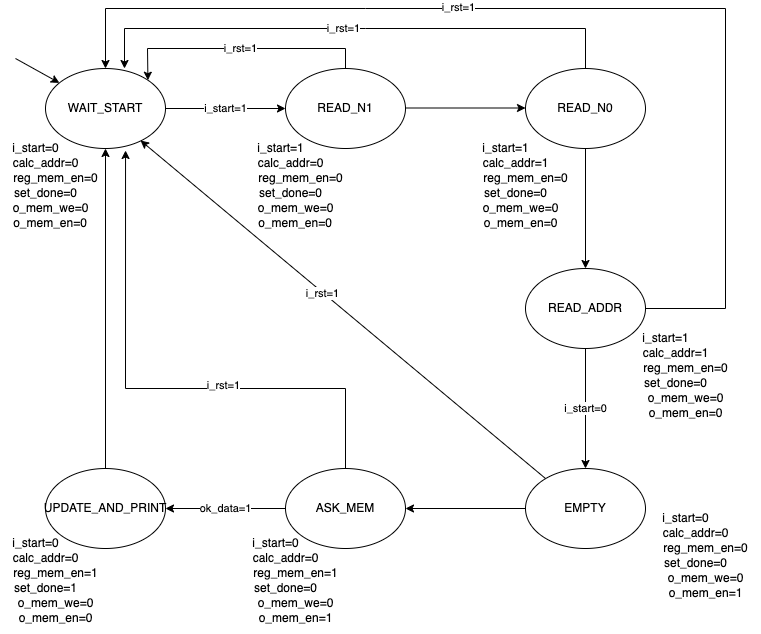 i_rst=1
i_rst=1
i_rst=1
WAIT_START
i_start=1
READ_N1
READ_N0
i_start=0
calc_addr=0
reg_mem_en=0
set_done=0
o_mem_we=0
o_mem_en=0
i_start=1
calc_addr=0
reg_mem_en=0
set_done=0
o_mem_we=0
o_mem_en=0
i_start=1
calc_addr=1
reg_mem_en=0
set_done=0
o_mem_we=0
o_mem_en=0
i_rst=1
READ_ADDR
i_start=1
calc_addr=1
reg_mem_en=0
set_done=0
o_mem_we=0
o_mem_en=0
i_rst=1
i_start=0
UPDATE_AND_PRINT
ok_data=1
ASK_MEM
EMPTY
i_start=0
calc_addr=0
reg_mem_en=1
set_done=1
o_mem_we=0
o_mem_en=0
i_start=0
calc_addr=0
reg_mem_en=1
set_done=0
o_mem_we=0
o_mem_en=1
i_start=0
calc_addr=0
reg_mem_en=0
set_done=0
o_mem_we=0
o_mem_en=1